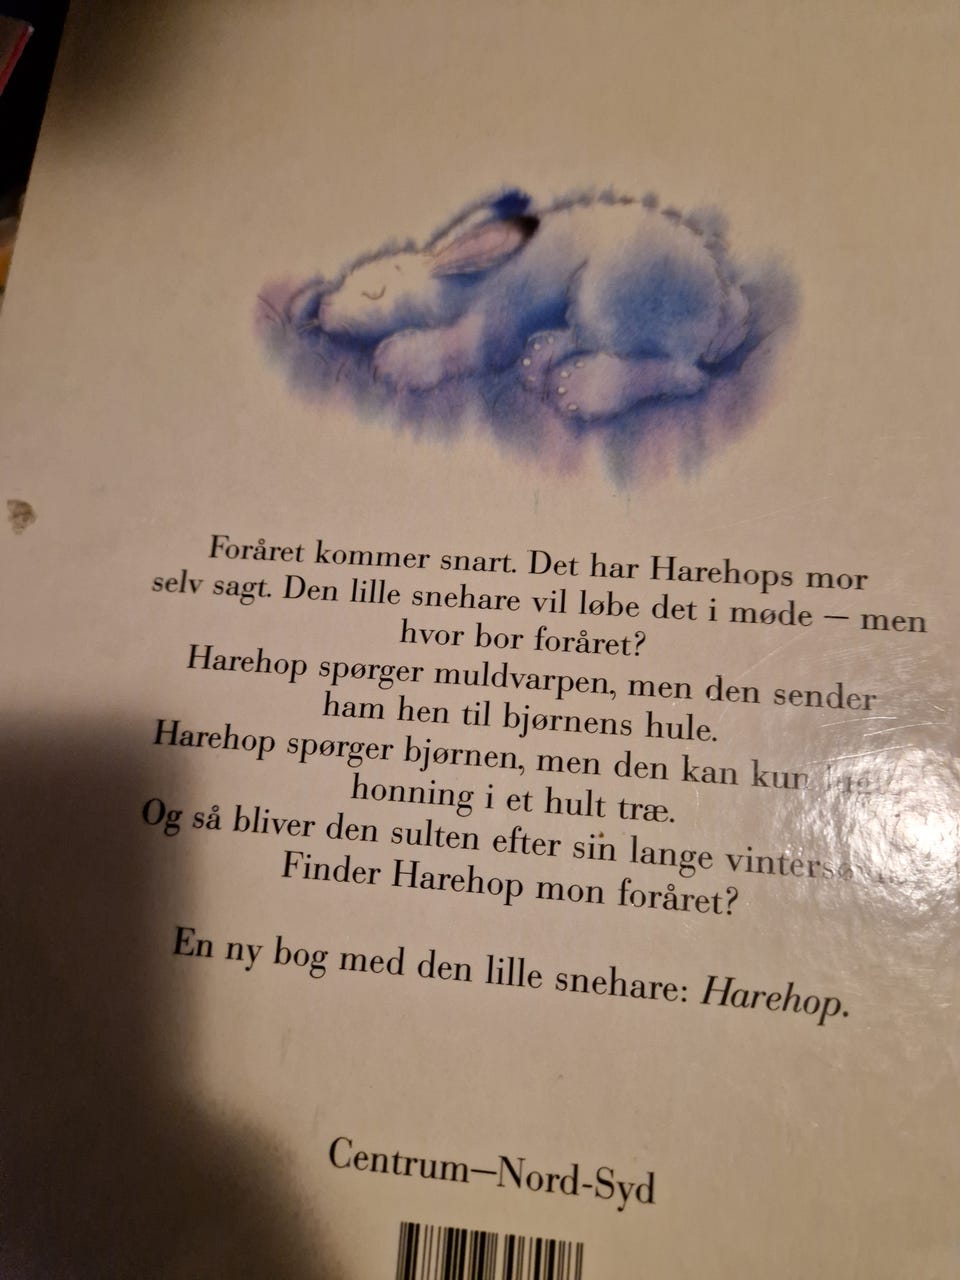 Foråret kommer snart. Det har Harehops mor
selv sagt. Den lille snehare vil løbe det i møde — men
hvor bor foråret?
Harehop spørger muldvarpen, men den sender
ham hen til bjørnens hule.
Harehop spørger bjørnen, men den kan kun
honning i et hult træ.
Og så bliver den sulten efter sin lange
Finder Harehop mon foråret?
En ny bog med den lille snehare: Harehop.
Centrum—Nord-Syd